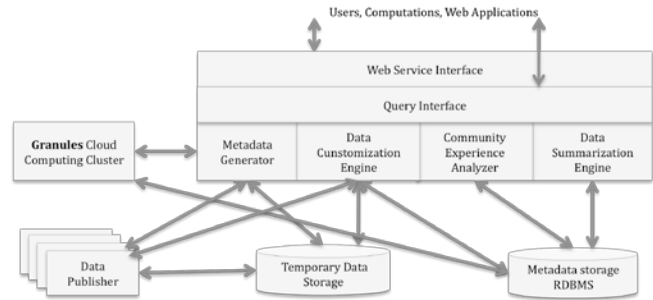 Users, Computations, Web Applications
Web Service Interface
Query Interface
Granules Cloud
Computing Cluster
Metadata
Generator
Data
Cunstomization
Engine
Community
Experience
Analyzer
Data
Summarization
Engine
Data
Publisher
Temporary Data
Storage
Metadata storage
RDBMS